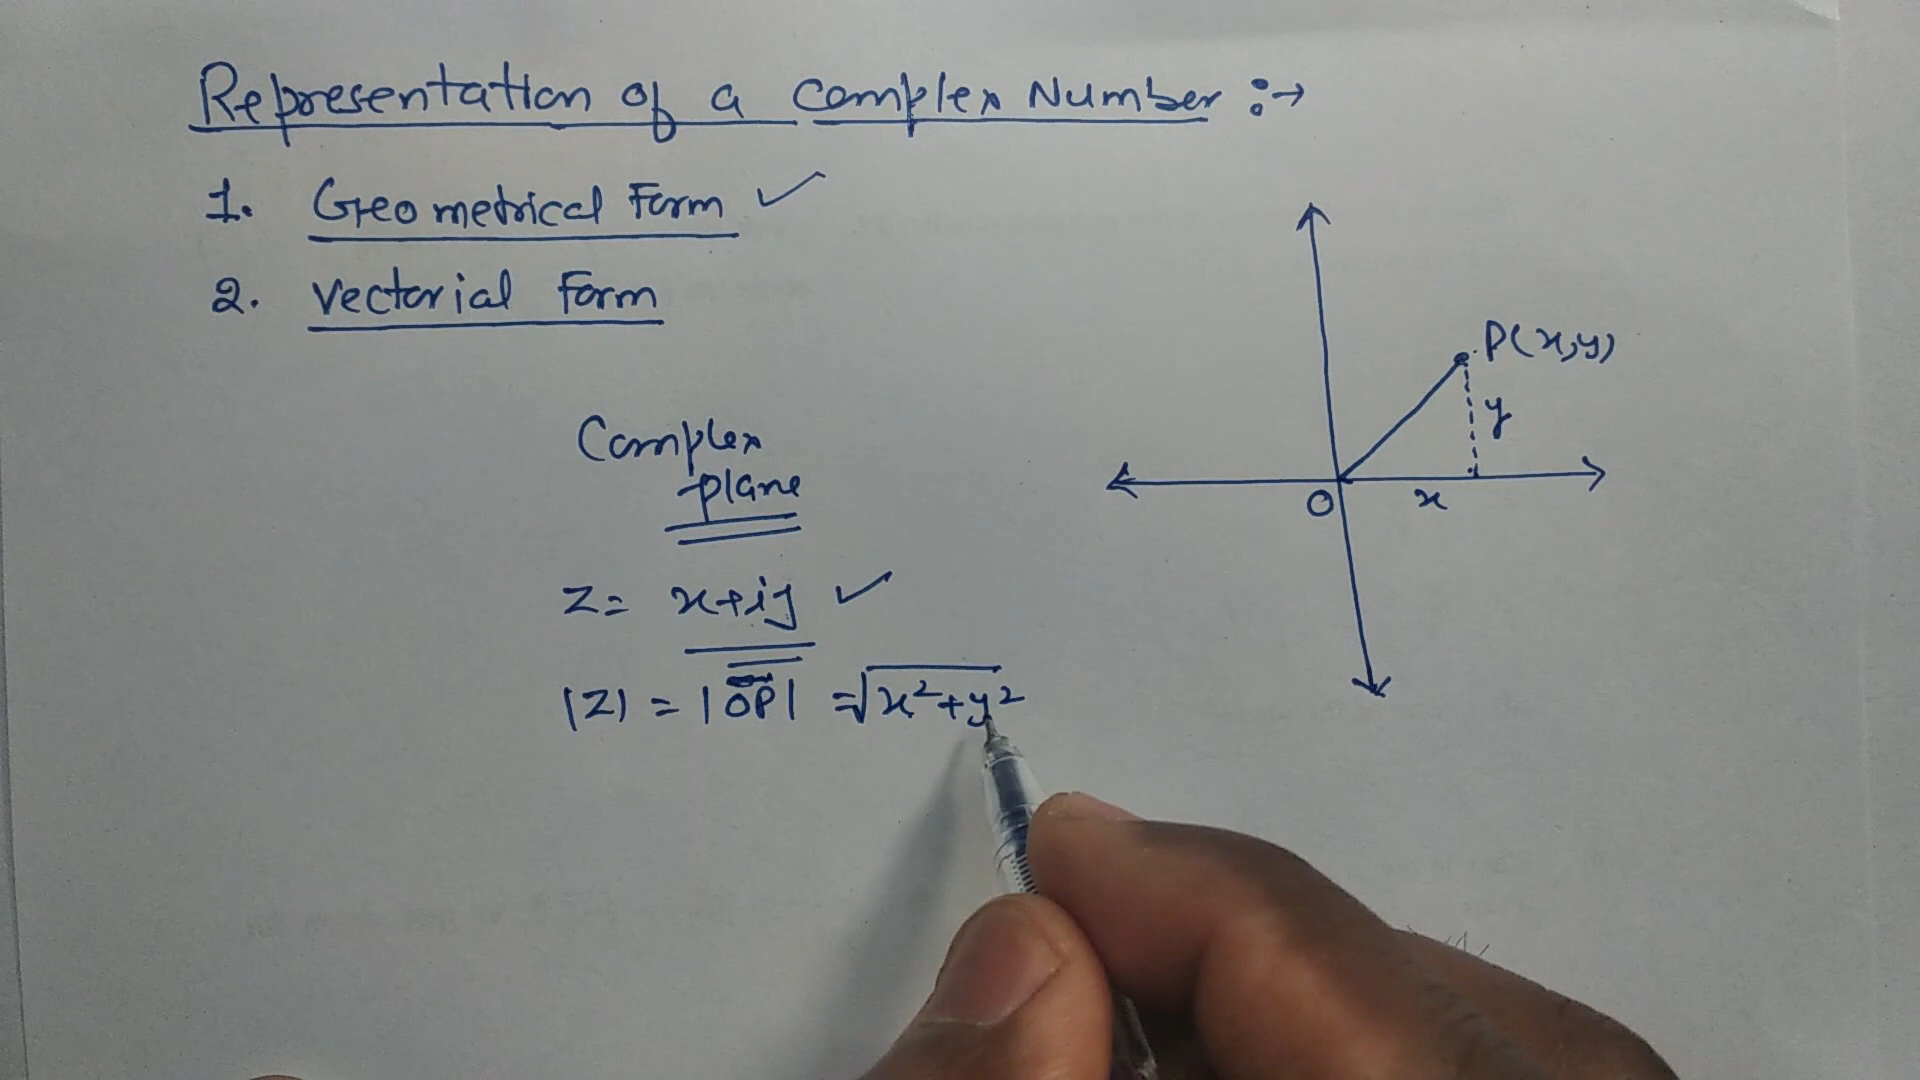 Representation of a Complex Number :→
1. Geometrical Form ✓
2. Vectorial Form
P(x,y)
y
O x
Complex
plane
Z = x+iy ✓
|Z| = |OP| = √x²+y²